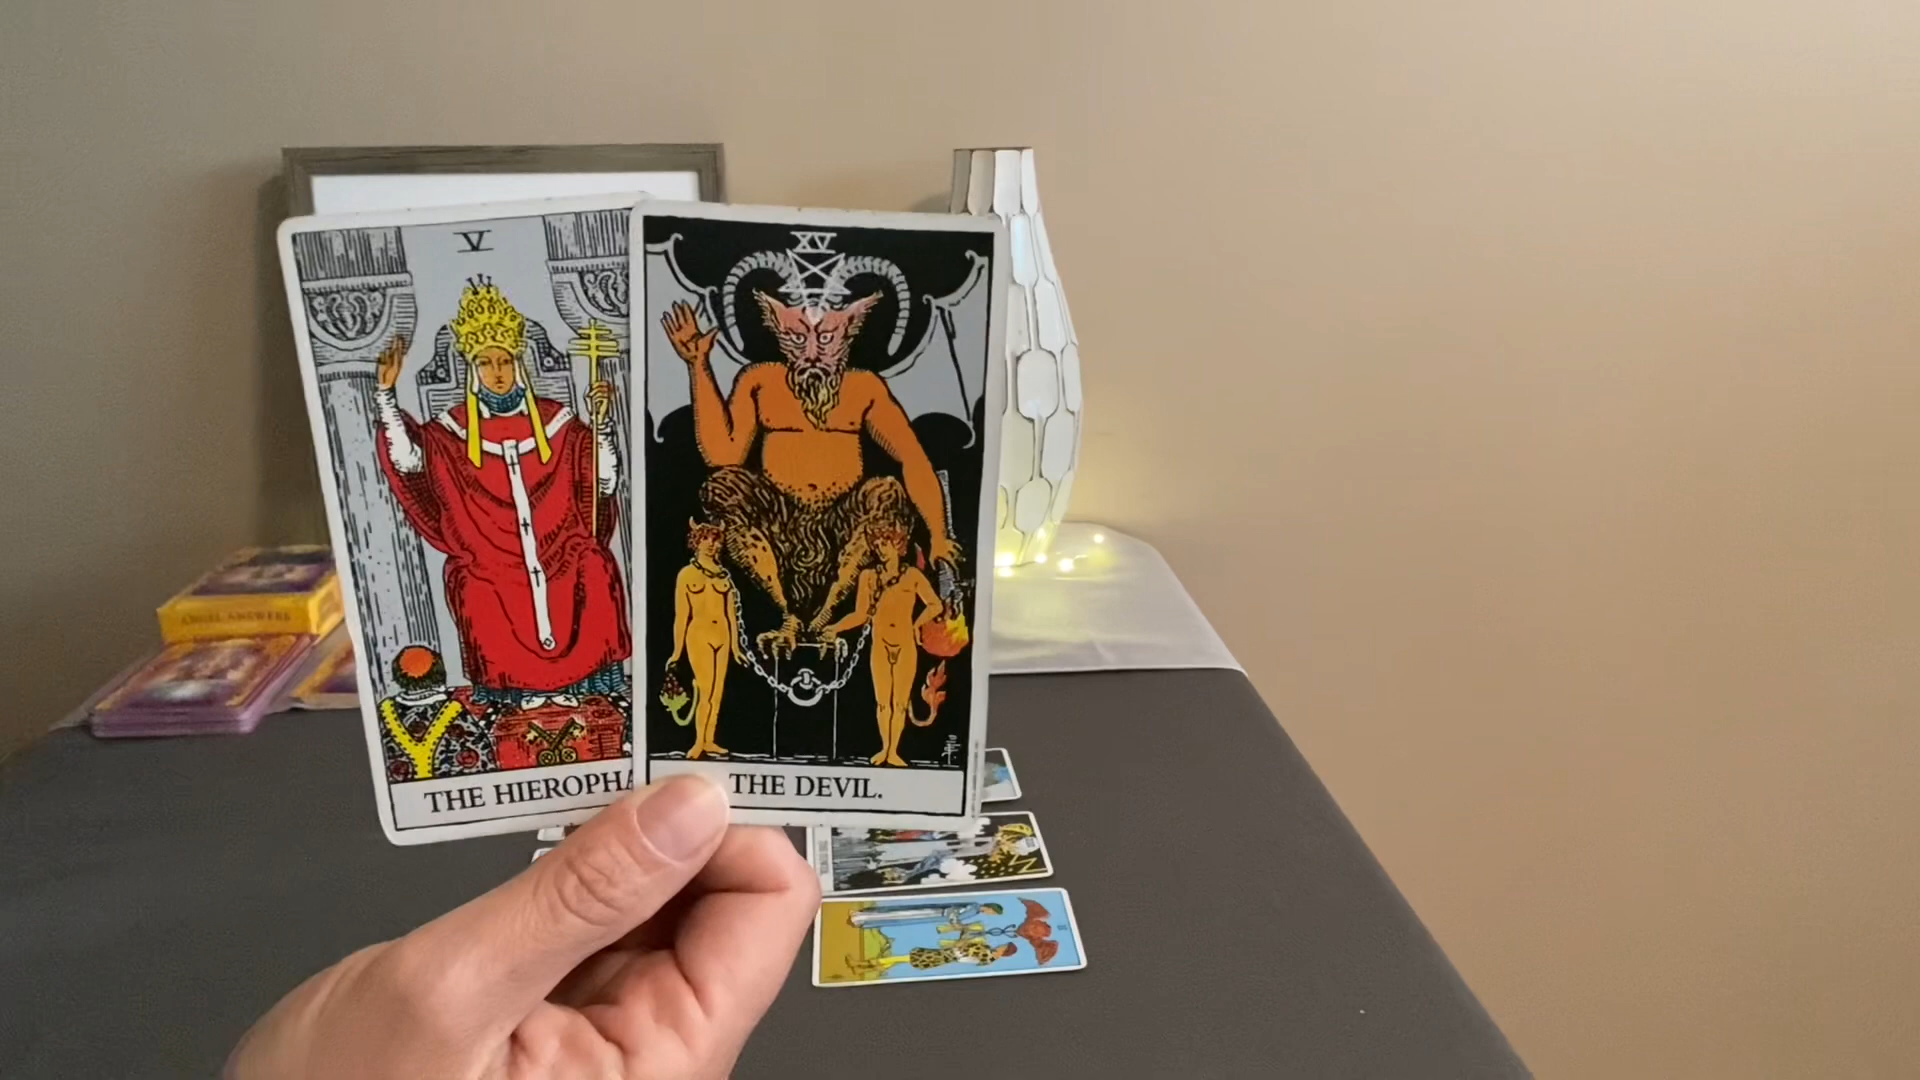 V
XV
THE HIEROPHA
THE DEVIL.
ANGEL ANSWERS